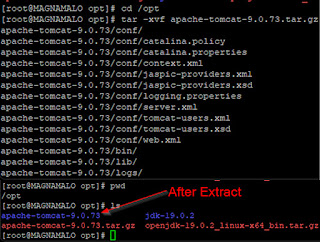 [root@MAGNAMALO opt]# cd /opt
[root@MAGNAMALO opt]# tar -xvf apache-tomcat-9.0.73.tar.gz
apache-tomcat-9.0.73/conf/
apache-tomcat-9.0.73/conf/catalina.policy
apache-tomcat-9.0.73/conf/catalina.properties
apache-tomcat-9.0.73/conf/context.xml
apache-tomcat-9.0.73/conf/jaspic-providers.xml
apache-tomcat-9.0.73/conf/jaspic-providers.xsd
apache-tomcat-9.0.73/conf/logging.properties
apache-tomcat-9.0.73/conf/server.xml
apache-tomcat-9.0.73/conf/tomcat-users.xml
apache-tomcat-9.0.73/conf/tomcat-users.xsd
apache-tomcat-9.0.73/conf/web.xml
apache-tomcat-9.0.73/bin/
apache-tomcat-9.0.73/lib/
apache-tomcat-9.0.73/logs/
[root@MAGNAMALO opt]# pwd
/opt
After Extract
[root@MAGNAMALO opt]# ls
apache-tomcat-9.0.73 jdk-19.0.2
apache-tomcat-9.0.73.tar.gz openjdk-19.0.2_linux-x64_bin.tar.gz
[root@MAGNAMALO opt]#